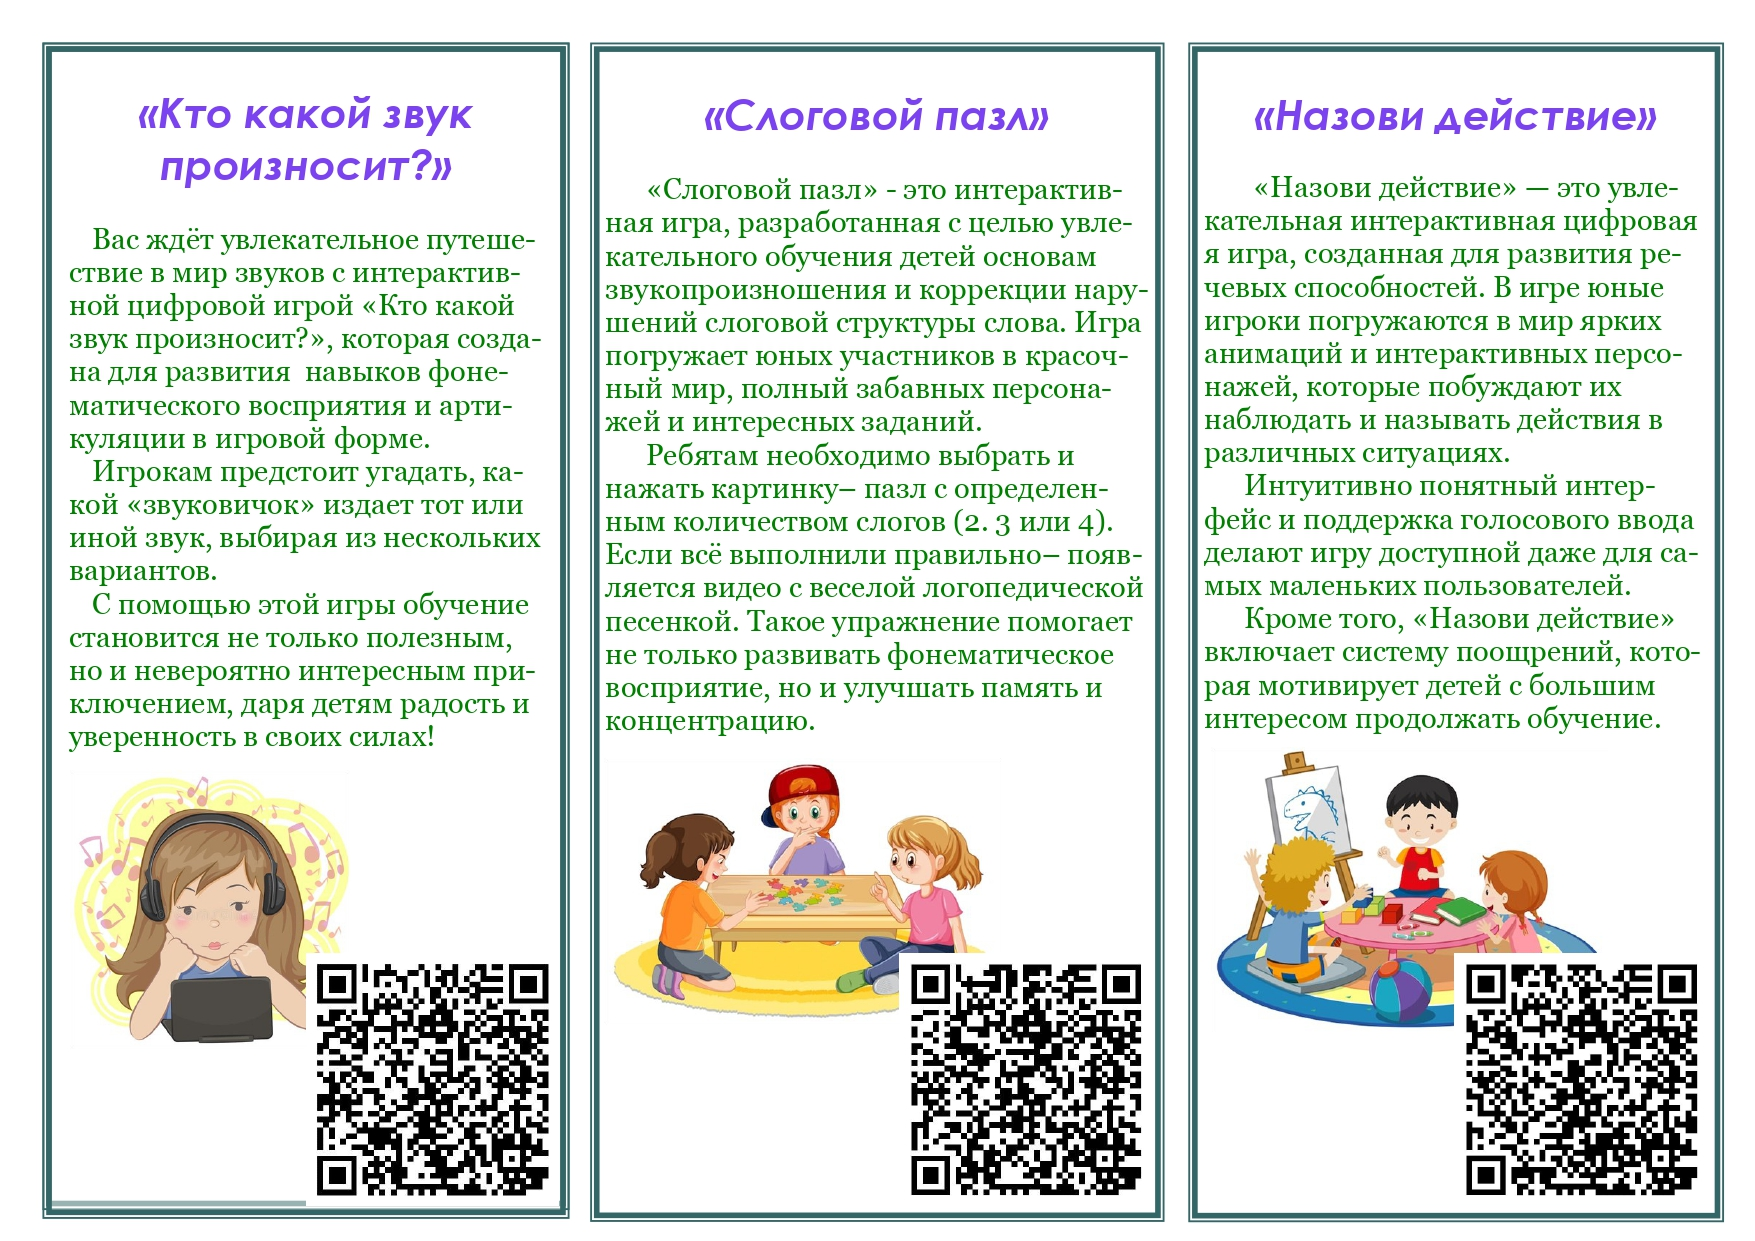 «Кто какой звук
произносит?»
Вас ждёт увлекательное путеше-
ствие в мир звуков с интерактив-
ной цифровой игрой «Кто какой
звук произносит?», которая созда-
на для развития  навыков фоне-
матического восприятия и арти-
куляции в игровой форме.
Игрокам предстоит угадать, ка-
кой «звуковичок» издает тот или
иной звук, выбирая из нескольких
вариантов.
С помощью этой игры обучение
становится не только полезным,
но и невероятно интересным при-
ключением, даря детям радость и
уверенность в своих силах!
«Слоговой пазл»
«Слоговой пазл» - это интерактив-
ная игра, разработанная с целью увле-
кательного обучения детей основам
звукопроизношения и коррекции нару-
шений слоговой структуры слова. Игра
погружает юных участников в красоч-
ный мир, полный забавных персона-
жей и интересных заданий.
Ребятам необходимо выбрать и
нажать картинку– пазл с определен-
ным количеством слогов (2. 3 или 4).
Если всё выполнили правильно– появ-
ляется видео с веселой логопедической
песенкой. Такое упражнение помогает
не только развивать фонематическое
восприятие, но и улучшать память и
концентрацию.
«Назови действие»
«Назови действие» — это увле-
кательная интерактивная цифровая
я игра, созданная для развития ре-
чевых способностей. В игре юные
игроки погружаются в мир ярких
анимаций и интерактивных персо-
нажей, которые побуждают их
наблюдать и называть действия в
различных ситуациях.
Интуитивно понятный интер-
фейс и поддержка голосового ввода
делают игру доступной даже для са-
мых маленьких пользователей.
Кроме того, «Назови действие»
включает систему поощрений, кото-
рая мотивирует детей с большим
интересом продолжать обучение.